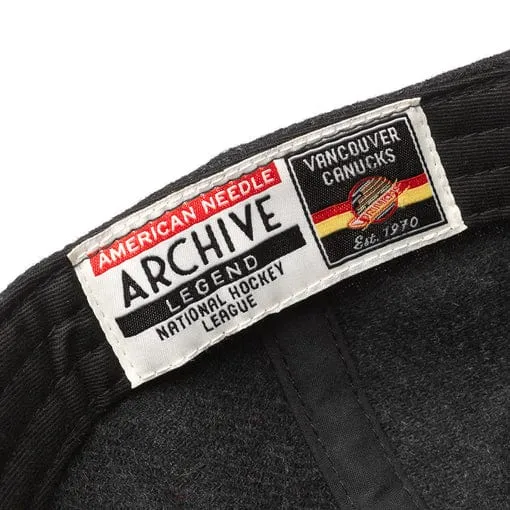 AMERICAN NEEDLE
ARCHIVE
LEGEND
NATIONAL HOCKEY
LEAGUE
VANCOUVER
CANUCKS
Est. 1970